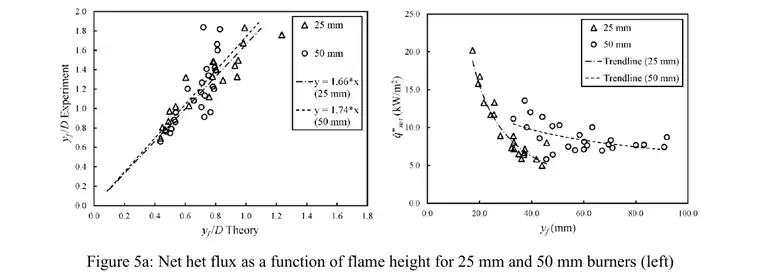 2.0
1.8
1.6
1.4
1.2
1.0
0.8
0.6
0.4
0.2
0.0
y_f/D Experiment
0.0 0.2 0.4 0.6 0.8 1.0 1.2 1.4 1.6 1.8
y_f/D Theory
25 mm
50 mm
y = 1.66*x
(25 mm)
y = 1.74*x
(50 mm)
25.0
20.0
15.0
10.0
5.0
0.0
q̇"net (kW/m²)
0.0 20.0 40.0 60.0 80.0 100.0
y_f (mm)
25 mm
50 mm
Trendline (25 mm)
Trendline (50 mm)
Figure 5a: Net het flux as a function of flame height for 25 mm and 50 mm burners (left)